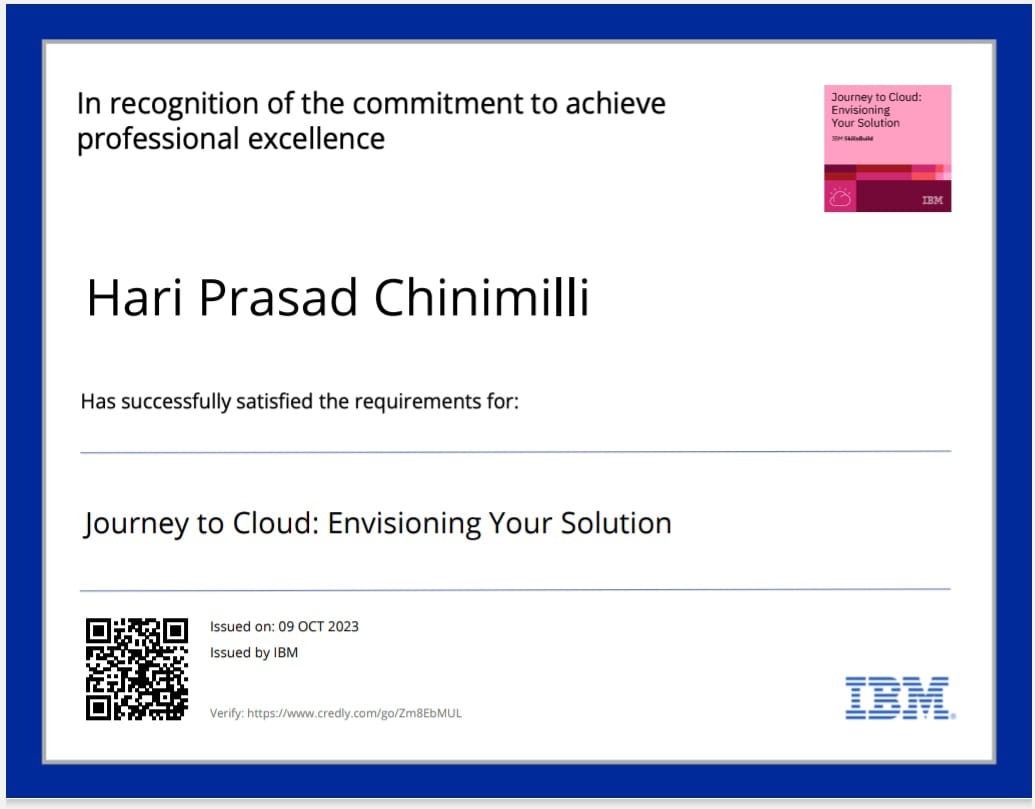 In recognition of the commitment to achieve
professional excellence
Journey to Cloud:
Envisioning
Your Solution
IBM SkillsBuild
IBM
Hari Prasad Chinimilli
Has successfully satisfied the requirements for:
Journey to Cloud: Envisioning Your Solution
Issued on: 09 OCT 2023
Issued by IBM
Verify: https://www.credly.com/go/Zm8EbMUL
IBM®